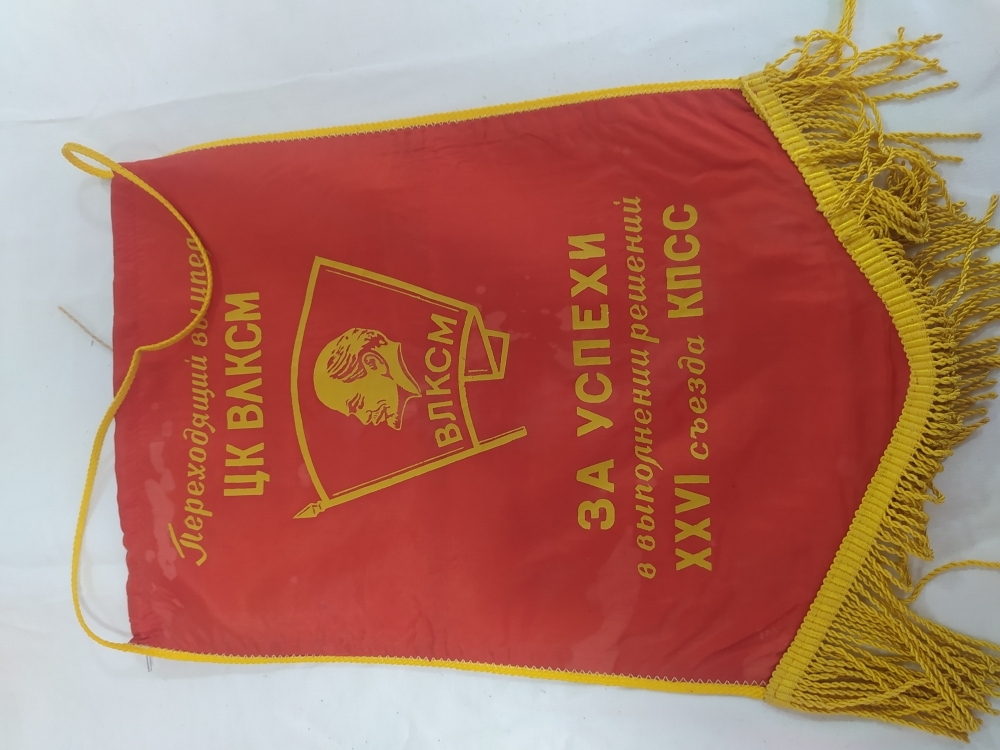 Переходящий вымпел
ЦК ВЛКСМ
ВЛКСМ
ЗА УСПЕХИ
в выполнении решений
XXVI съезда КПСС